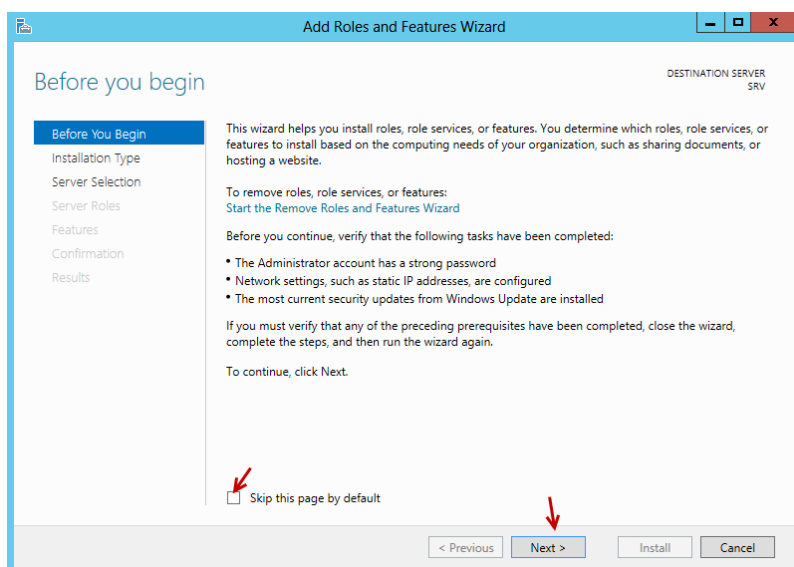 Add Roles and Features Wizard
Before you begin
DESTINATION SERVER
SRV
Before You Begin
Installation Type
Server Selection
Server Roles
Features
Confirmation
Results
This wizard helps you install roles, role services, or features. You determine which roles, role services, or
features to install based on the computing needs of your organization, such as sharing documents, or
hosting a website.
To remove roles, role services, or features:
Start the Remove Roles and Features Wizard
Before you continue, verify that the following tasks have been completed:
• The Administrator account has a strong password
• Network settings, such as static IP addresses, are configured
• The most current security updates from Windows Update are installed
If you must verify that any of the preceding prerequisites have been completed, close the wizard,
complete the steps, and then run the wizard again.
To continue, click Next.
Skip this page by default
< Previous
Next >
Install
Cancel